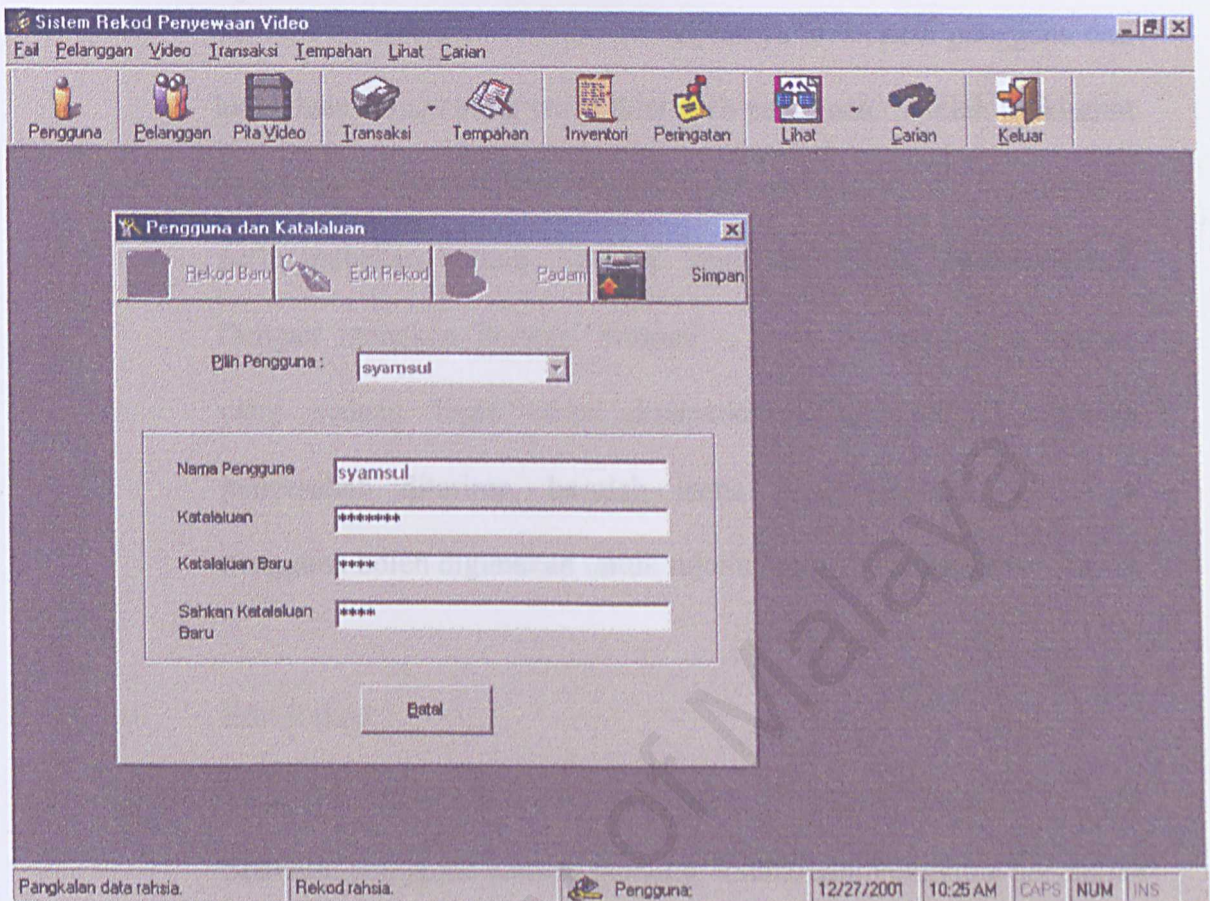 Sistem Rekod Penyewaan Video
Fail Pelanggan Video Transaksi Tempahan Lihat Carian
Pengguna Pelanggan Pita Video Transaksi Tempahan Inventori Peringatan Lihat Carian Keluar
Pengguna dan Katalaluan
Rekod Baru Edit Rekod Padam Simpan
Pilih Pengguna : syamsul
Nama Pengguna syamsul
Katalaluan *******
Katalaluan Baru ****
Sahkan Katalaluan Baru ****
Batal
of Malaya
Pangkalan data rahsia. Rekod rahsia. Pengguna: 12/27/2001 10:25 AM CAPS NUM INS